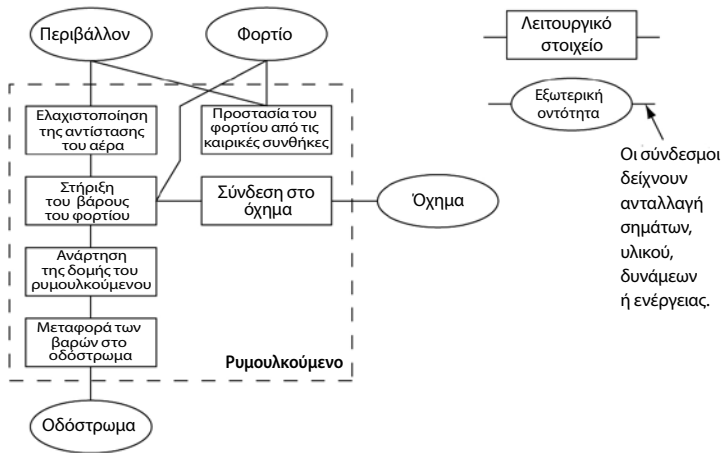 Περιβάλλον
Φορτίο
Λειτουργικό
στοιχείο
Ελαχιστοποίηση
της αντίστασης
του αέρα
Προστασία του
φορτίου από τις
καιρικές συνθήκες
Εξωτερική
οντότητα
Οι σύνδεσμοι
δείχνουν
ανταλλαγή
σημάτων,
υλικού,
δυνάμεων
ή ενέργειας.
Στήριξη
του βάρους
του φορτίου
Σύνδεση στο
όχημα
Όχημα
Ανάρτηση
της δομής του
ρυμουλκούμενου
Μεταφορά των
βαρών στο
οδόστρωμα
Ρυμουλκούμενο
Οδόστρωμα